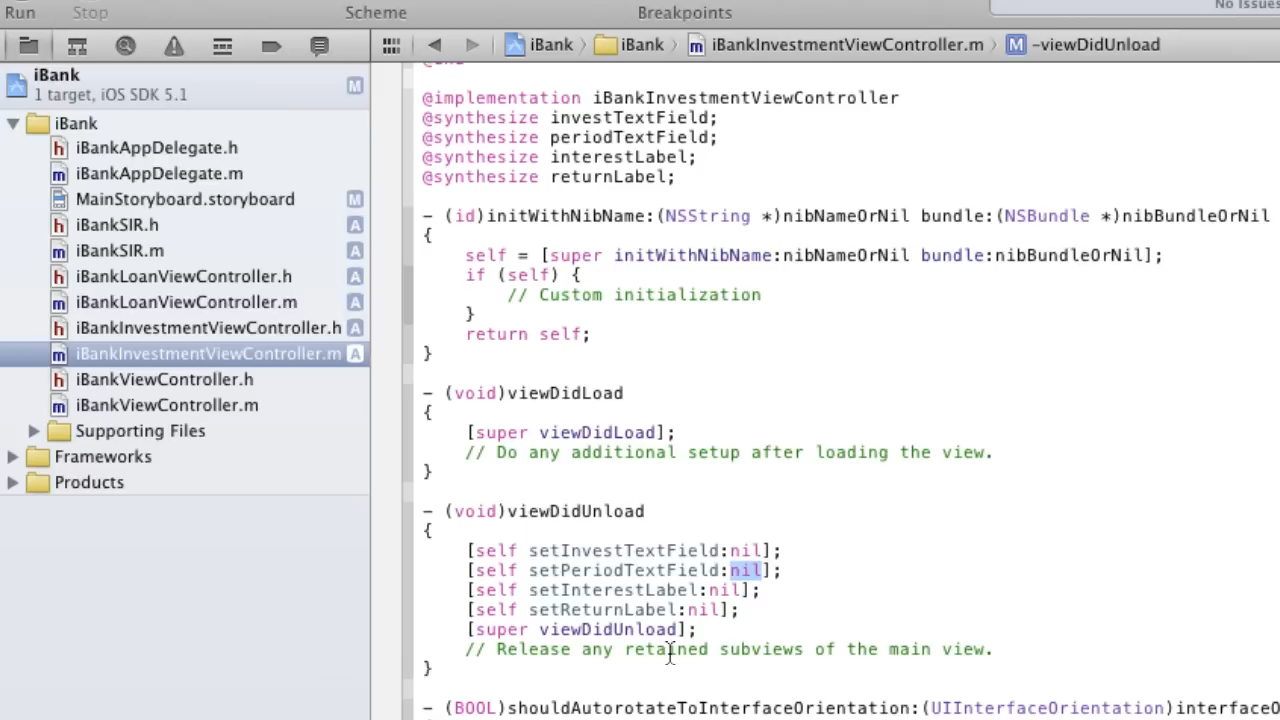 Run Stop Scheme Breakpoints No Issues
iBank iBank iBankInvestmentViewController.m M -viewDidUnload
iBank M
1 target, iOS SDK 5.1
iBank
h iBankAppDelegate.h
m iBankAppDelegate.m
MainStoryboard.storyboard M
h iBankSIR.h A
m iBankSIR.m A
h iBankLoanViewController.h A
m iBankLoanViewController.m A
h iBankInvestmentViewController.h A
m iBankInvestmentViewController.m A
h iBankViewController.h
m iBankViewController.m
Supporting Files
Frameworks
Products
@end
@implementation iBankInvestmentViewController
@synthesize investTextField;
@synthesize periodTextField;
@synthesize interestLabel;
@synthesize returnLabel;
- (id)initWithNibName:(NSString *)nibNameOrNil bundle:(NSBundle *)nibBundleOrNil
{
self = [super initWithNibName:nibNameOrNil bundle:nibBundleOrNil];
if (self) {
// Custom initialization
}
return self;
}
- (void)viewDidLoad
{
[super viewDidLoad];
// Do any additional setup after loading the view.
}
- (void)viewDidUnload
{
[self setInvestTextField:nil];
[self setPeriodTextField:nil];
[self setInterestLabel:nil];
[self setReturnLabel:nil];
[super viewDidUnload];
// Release any retained subviews of the main view.
}
- (BOOL)shouldAutorotateToInterfaceOrientation:(UIInterfaceOrientation)interfaceO